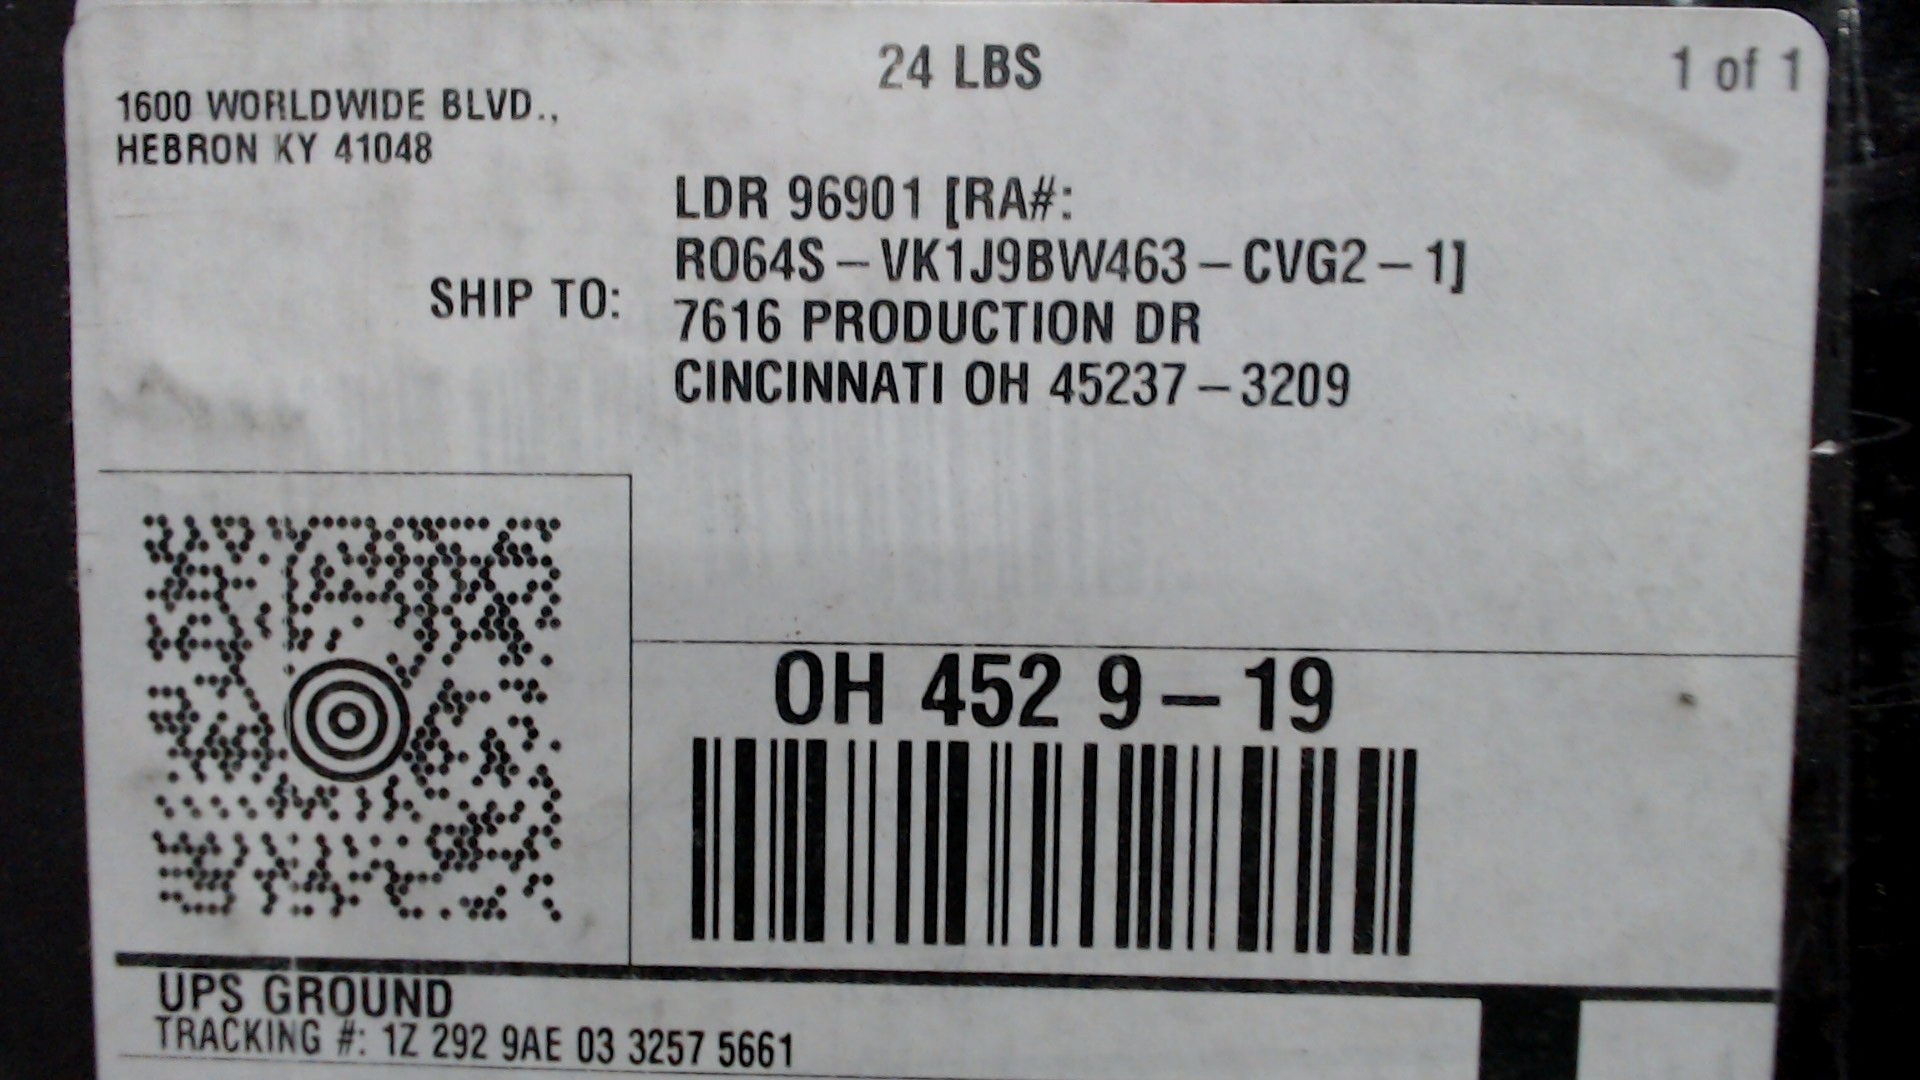 24 LBS
1 of 1
1600 WORLDWIDE BLVD.,
HEBRON KY 41048
SHIP TO:
LDR 96901 [RA#:
RO64S-VK1J9BW463-CVG2-1]
7616 PRODUCTION DR
CINCINNATI OH 45237-3209
OH 452 9-19
UPS GROUND
TRACKING #: 1Z 292 9AE 03 3257 5661